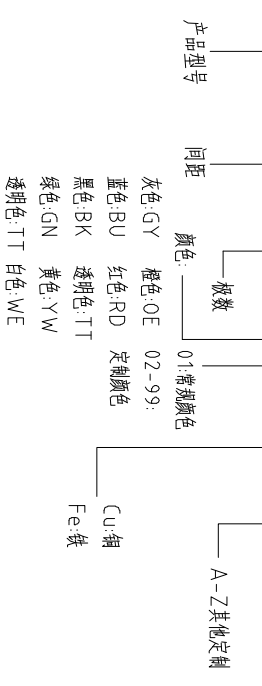 产品型号
间距
极数
颜色:
灰色:GY 橙色:OE
蓝色:BU 红色:RD
黑色:BK 透明色:TT
绿色:GN 黄色:YW
透明色:TT 白色:WE
01:常规颜色
02-99:
定制颜色
Cu:铜
Fe:铁
A-Z其他定制